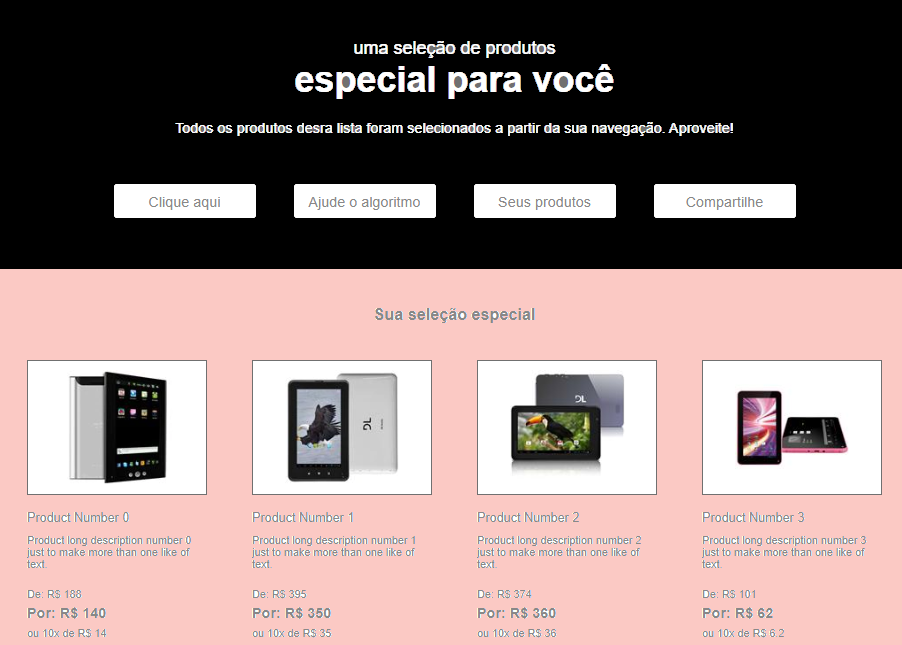 uma seleção de produtos
especial para você
Todos os produtos desra lista foram selecionados a partir da sua navegação. Aproveite!
Clique aqui
Ajude o algoritmo
Seus produtos
Compartilhe
Sua seleção especial
DL
DL
Product Number 0
Product long description number 0
just to make more than one like of
text.
De: R$ 188
Por: R$ 140
ou 10x de R$ 14
Product Number 1
Product long description number 1
just to make more than one like of
text.
De: R$ 395
Por: R$ 350
ou 10x de R$ 35
Product Number 2
Product long description number 2
just to make more than one like of
text.
De: R$ 374
Por: R$ 360
ou 10x de R$ 36
Product Number 3
Product long description number 3
just to make more than one like of
text.
De: R$ 101
Por: R$ 62
ou 10x de R$ 6.2